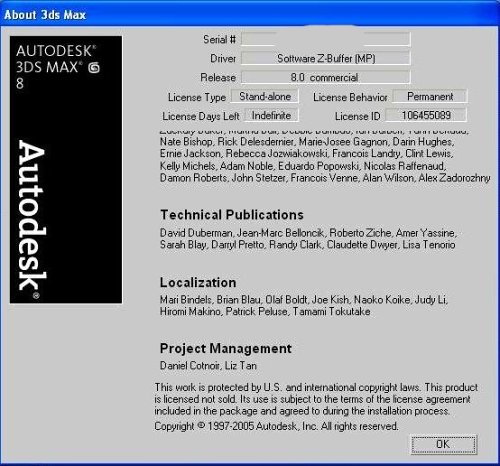 About 3ds Max
AUTODESK®
3DS MAX®
8
Autodesk®
Serial #
Driver Software Z-Buffer (MP)
Release 8.0 commercial
License Type Stand-alone License Behavior Permanent
License Days Left Indefinite License ID 106455089
Nate Bishop, Rick Delesdernier, Marie-Josee Gagnon, Darin Hughes,
Ernie Jackson, Rebecca Jozwiakowski, Francois Landry, Clint Lewis,
Kelly Michels, Adam Noble, Eduardo Popowski, Nicolas Raffenaud,
Damon Roberts, John Stetzer, Francois Venne, Alan Wilson, Alex Zadorozhny
Technical Publications
David Duberman, Jean-Marc Belloncik, Roberto Ziche, Amer Yassine,
Sarah Blay, Darryl Pretto, Randy Clark, Claudette Dwyer, Lisa Tenorio
Localization
Mari Bindels, Brian Blau, Olaf Boldt, Joe Kish, Naoko Koike, Judy Li,
Hiromi Makino, Patrick Peluse, Tamami Tokutake
Project Management
Daniel Cotnoir, Liz Tan
This work is protected by U.S. and international copyright laws. This product
is licensed not sold. Its use is subject to the terms of the license agreement
included in the package and agreed to during the installation process.
Copyright © 1997-2005 Autodesk, Inc. All rights reserved.
OK